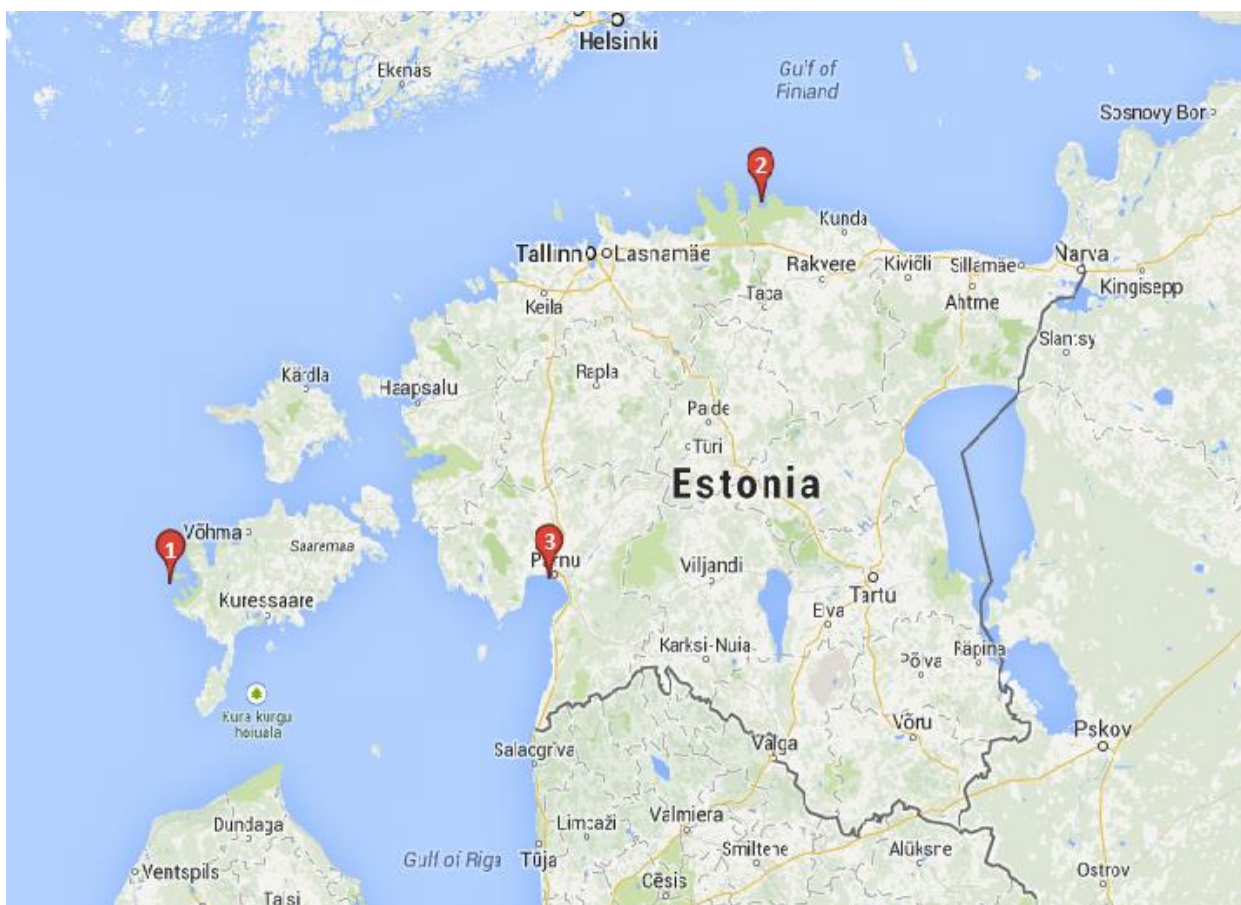 Helsinki
Ekenäs
Gulf of
Finland
Sosnovy Bor
2
Kunda
Tallinn
Lasnamäe
Narva
Rakvere
Kiviõli
Sillamäe
Keila
Tapa
Ahtme
Kingisepp
Slantsy
Kärdla
Haapsalu
Rapla
Paide
Türi
Estonia
Võhma
1
Saaremaa
3
Pärnu
Viljandi
Kuressaare
Tartu
Elva
Karksi-Nuia
Põlva
Räpina
Kura kurgu
hoiuala
Võru
Pskov
Salacgrīva
Valga
Dundaga
Limbaži
Valmiera
Gulf of Riga
Tūja
Smiltene
Alūksne
Ventspils
Cēsis
Ostrov
Talsi